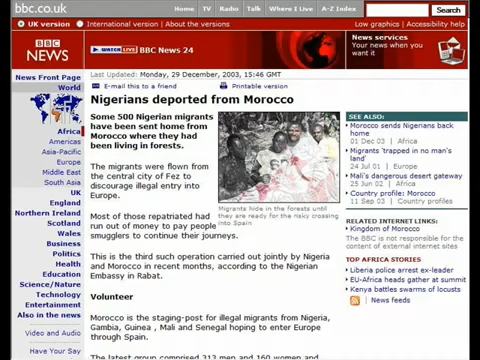 bbc.co.uk
Home TV Radio Talk Where I Live A-Z Index Search
UK version International version | About the versions Low graphics | Accessibility help
BBC NEWS
WATCH LIVE BBC NEWS 24
News services
Your news when you want it
News Front Page
World
Africa
Americas
Asia-Pacific
Europe
Middle East
South Asia
UK
England
Northern Ireland
Scotland
Wales
Business
Politics
Health
Education
Science/Nature
Technology
Entertainment
Also in the news
Video and Audio
Have Your Say
Last Updated: Monday, 29 December, 2003, 15:46 GMT
E-mail this to a friend Printable version
Nigerians deported from Morocco
Some 500 Nigerian migrants
have been sent home from
Morocco where they had
been living in forests.
The migrants were flown from
the central city of Fez to
discourage illegal entry into
Europe.
Migrants hide in the forests until
they are ready for the risky crossing
into Spain
Most of those repatriated had
run out of money to pay people
smugglers to continue their journeys.
This is the third such operation carried out jointly by Nigeria
and Morocco in recent months, according to the Nigerian
Embassy in Rabat.
Volunteer
Morocco is the staging-post for illegal migrants from Nigeria,
Gambia, Guinea , Mali and Senegal hoping to enter Europe
through Spain.
The latest group comprised 313 men and 160 women and
SEE ALSO:
Morocco sends Nigerians back
home
01 Dec 03 | Africa
Migrants 'trapped in no man's
land'
24 Jul 01 | Europe
Mali's dangerous desert gateway
25 Jun 02 | Africa
Country profile: Morocco
11 Sep 03 | Country profiles
RELATED INTERNET LINKS:
Kingdom of Morocco
The BBC is not responsible for the
content of external internet sites
TOP AFRICA STORIES
Liberia police arrest ex-leader
EU-Africa heads gather at summit
Kenya battles swarms of locusts
News feeds